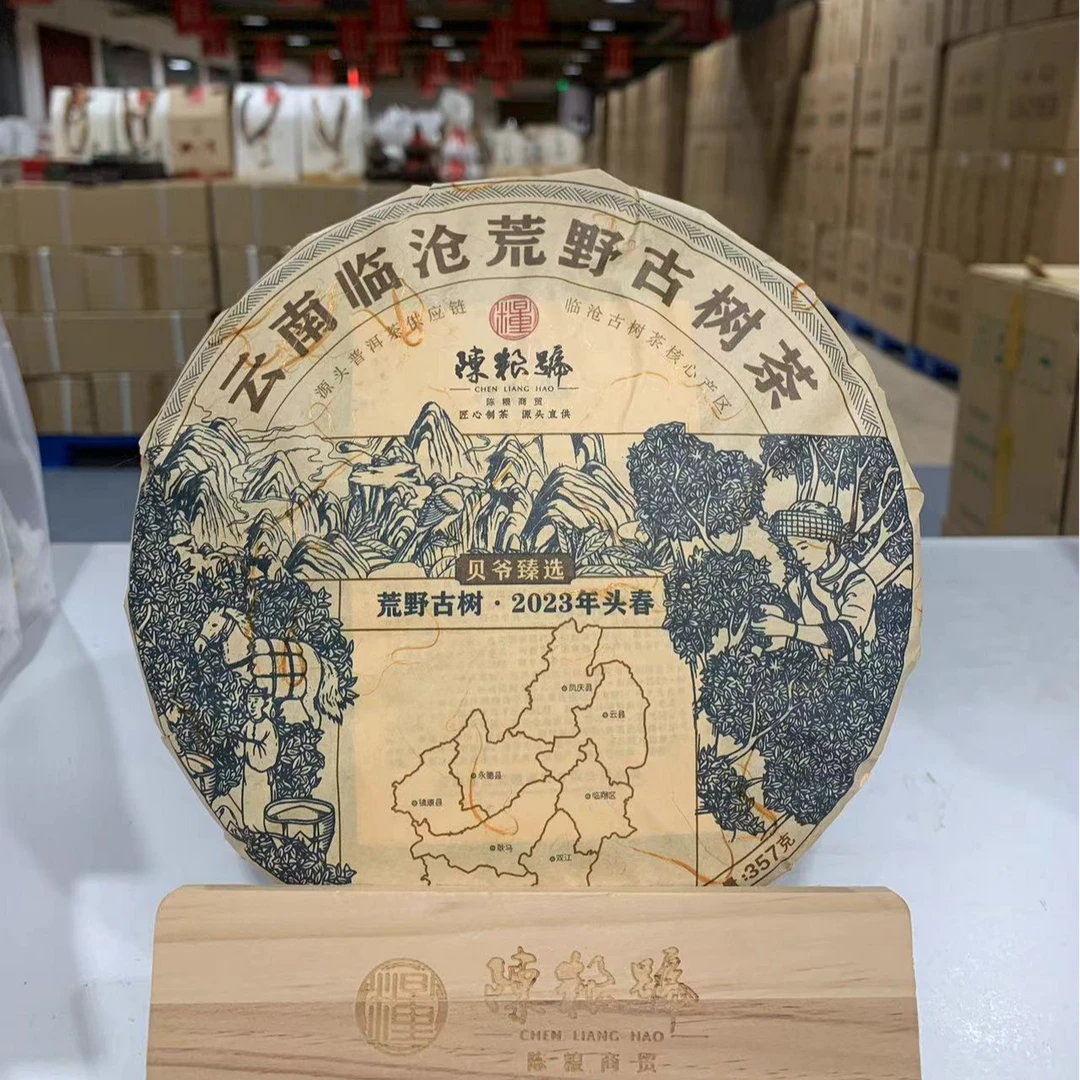 云南临沧荒野古树茶
源头普洱茶供应链
临沧古树茶核心产区
陳粮號
CHEN LIANG HAO
陈粮商贸
匠心制茶 源头直供
贝爷臻选
荒野古树·2023年头春
凤庆县
云县
永德县
镇康县
临翔区
耿马
双江
:357克
陳粮號
CHEN LIANG HAO
陈粮商贸